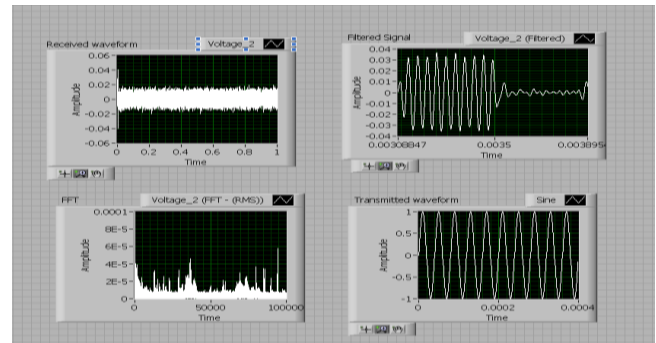 Received waveform
Voltage_2
0.06
0.04
0.02
0
-0.02
-0.04
-0.06
Amplitude
0 0.2 0.4 0.6 0.8 1
Time
Filtered Signal
Voltage_2 (Filtered)
0.04
0.03
0.02
0.01
0
-0.01
-0.02
-0.03
-0.04
Amplitude
0.00308847 0.0035 0.003895
Time
FFT
Voltage_2 (FFT - (RMS))
0.0001
8E-5
6E-5
4E-5
2E-5
0
Amplitude
0 50000 100000
Time
Transmitted waveform
Sine
1
0.5
0
-0.5
-1
Amplitude
0 0.0002 0.0004
Time